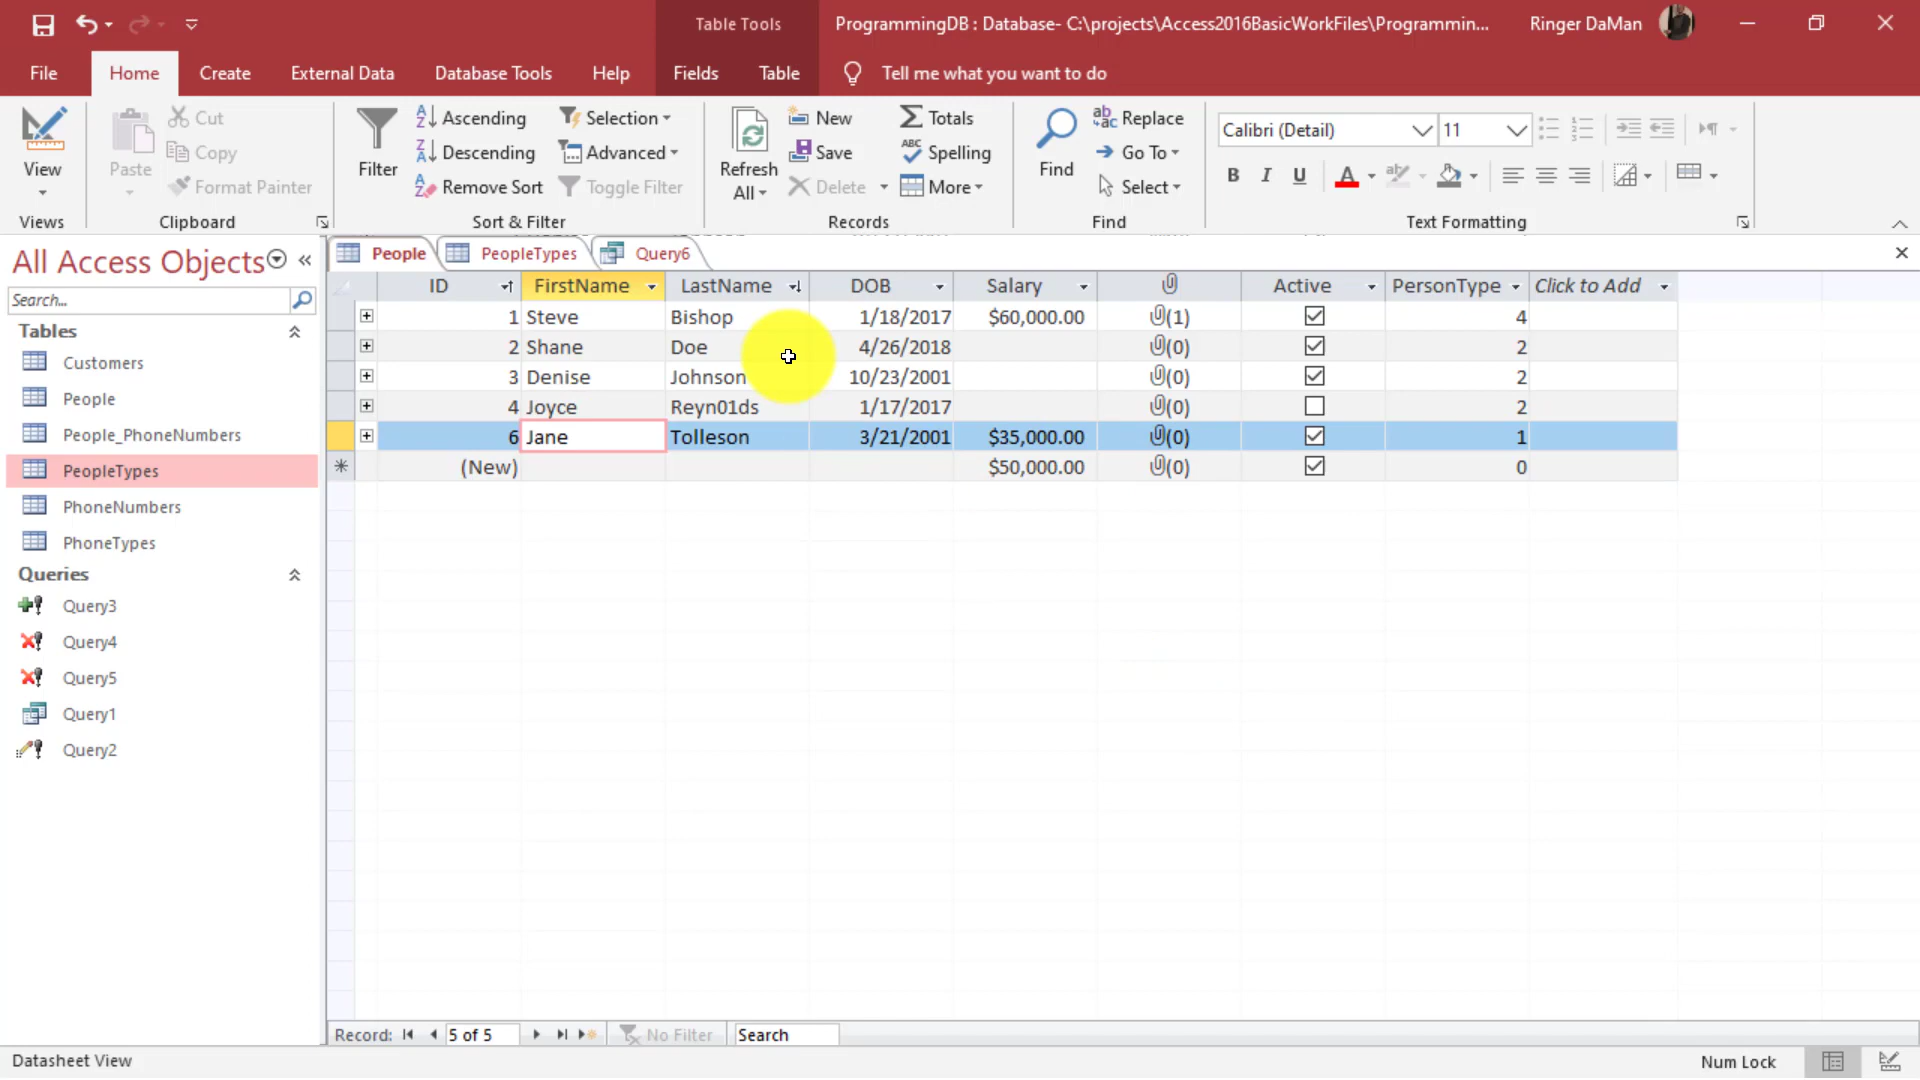 Table Tools
ProgrammingDB : Database- C:\projects\Access2016BasicWorkFiles\Programmin...
Ringer DaMan
File
Home
Create
External Data
Database Tools
Help
Fields
Table
Tell me what you want to do
View
Views
Paste
Cut
Copy
Format Painter
Clipboard
Filter
Ascending
Descending
Remove Sort
Selection
Advanced
Toggle Filter
Sort & Filter
Refresh All
New
Save
Delete
Totals
Spelling
More
Records
Find
Replace
Go To
Select
Find
Calibri (Detail)
11
B I U A
Text Formatting
All Access Objects
Search...
Tables
Customers
People
People_PhoneNumbers
PeopleTypes
PhoneNumbers
PhoneTypes
Queries
Query3
Query4
Query5
Query1
Query2
People
PeopleTypes
Query6
ID FirstName LastName DOB Salary Active PersonType Click to Add
1 Steve Bishop 1/18/2017 $60,000.00 (1) 4
2 Shane Doe 4/26/2018 (0) 2
3 Denise Johnson 10/23/2001 (0) 2
4 Joyce Reyn01ds 1/17/2017 (0) 2
6 Jane Tolleson 3/21/2001 $35,000.00 (0) 1
(New) $50,000.00 (0) 0
Record: 5 of 5 No Filter Search
Datasheet View
Num Lock